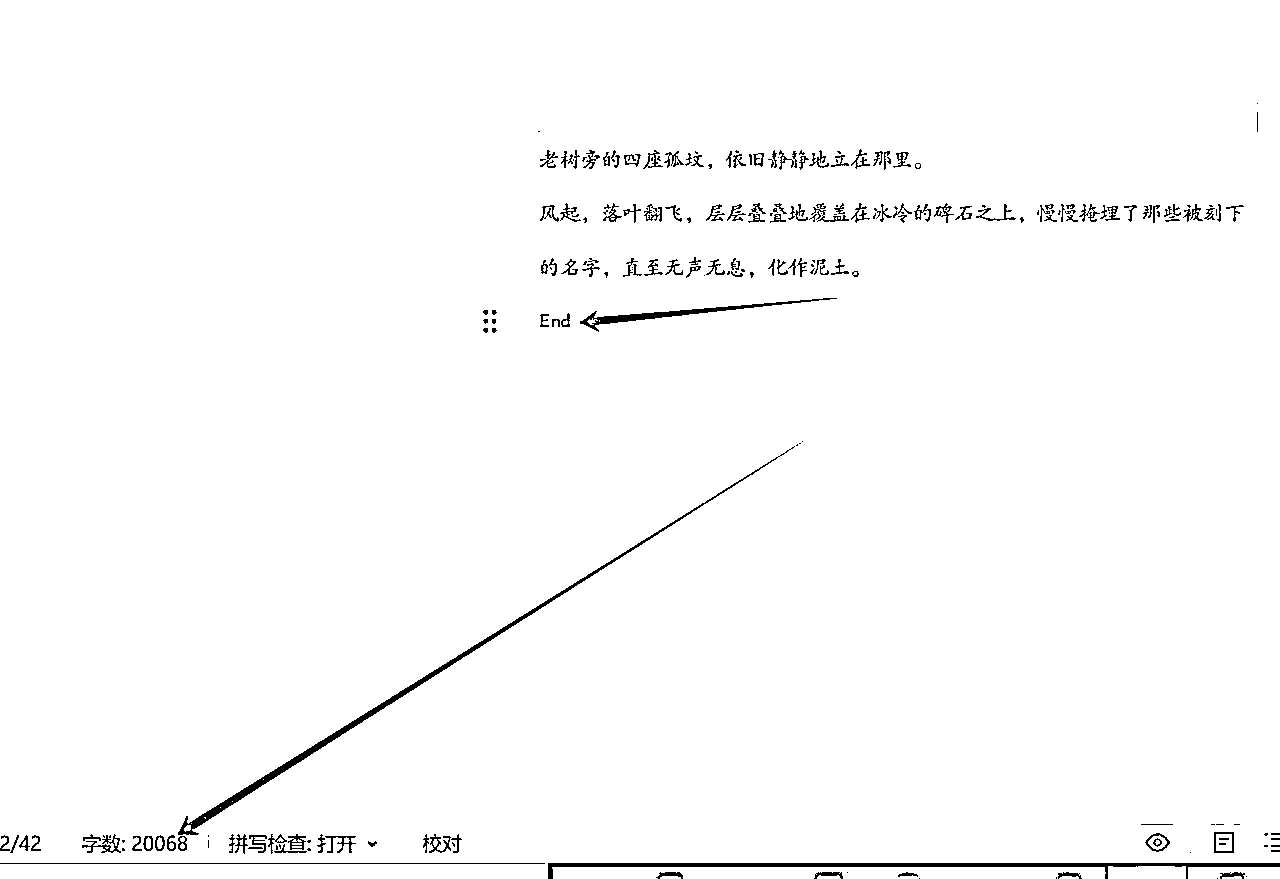 老树旁的四座孤坟，依旧静静地立在那里。
风起，落叶翻飞，层层叠叠地覆盖在冰冷的碑石之上，慢慢掩埋了那些被刻下
的名字，直至无声无息，化作泥土。
End
2/42 字数: 20068 拼写检查: 打开 校对